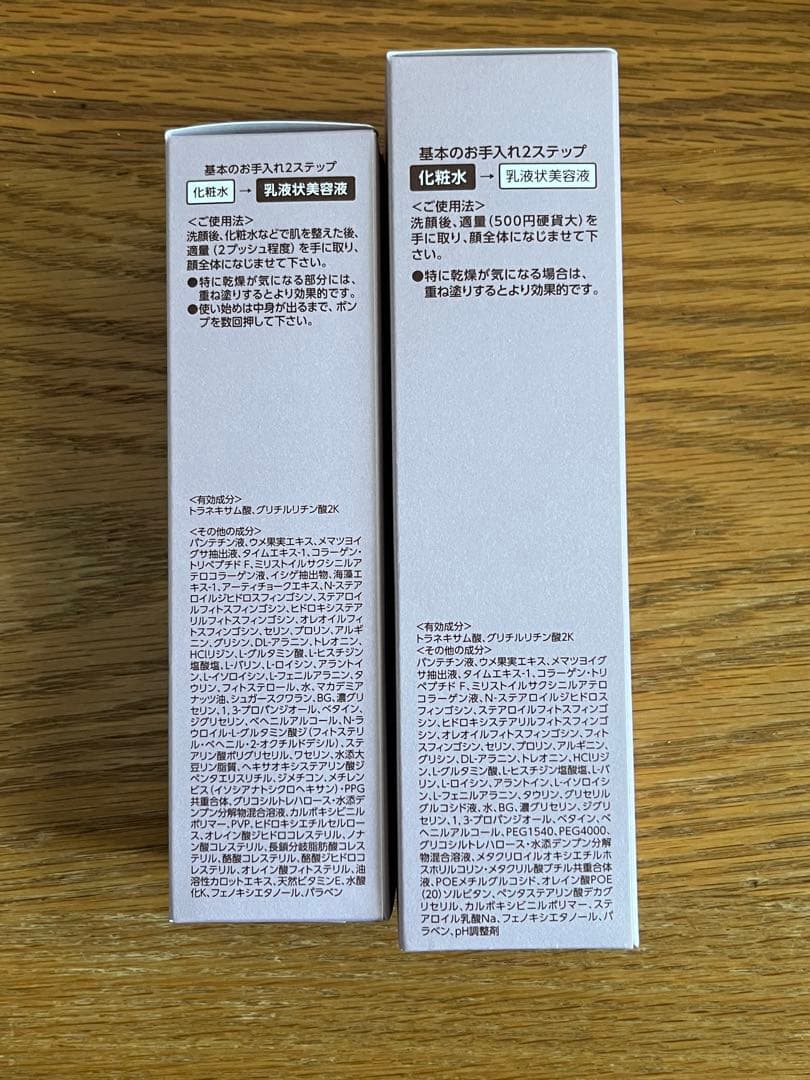 基本のお手入れ2ステップ
化粧水 → 乳液状美容液
<ご使用法>
洗顔後、化粧水などで肌を整えた後、
適量(2プッシュ程度)を手に取り、
顔全体になじませて下さい。
●特に乾燥が気になる部分には、
重ね塗りするとより効果的です。
●使い始めは中身が出るまで、ポン
プを数回押して下さい。
<有効成分>
トラネキサム酸、グリチルリチン酸2K
<その他の成分>
パンテチン液、ウメ果実エキス、メマツヨイ
グサ抽出液、タイムエキス-1、コラーゲン・
トリペプチド F、ミリストイルサクシニルア
テロコラーゲン液、イシゲ抽出物、海藻エ
キス-1、アーティチョークエキス、N-ステア
ロイルジヒドロスフィンゴシン、ステアロイ
ルフィトスフィンゴシン、ヒドロキシステア
リルフィトスフィンゴシン、オレオイルフィ
トスフィンゴシン、セリン、プロリン、アルギ
ニン、グリシン、DL-アラニン、トレオニン、
HClリジン、L-グルタミン酸、L-ヒスチジン
塩酸塩、L-バリン、L-ロイシン、アラントイ
ン、L-イソロイシン、L-フェニルアラニン、タ
ウリン、フィトステロール、水、マカデミア
ナッツ油、シュガースクワラン、BG、濃グリ
セリン、1,3-プロパンジオール、ベタイン、
ジグリセリン、ベヘニルアルコール、N-ラ
ウロイル-L-グルタミン酸ジ(フィトステリ
ル・ベヘニル・2-オクチルドデシル)、ステ
アリン酸ポリグリセリル、ワセリン、水添大
豆リン脂質、ヘキサオキシステアリン酸ジ
ペンタエリスリチル、ジメチコン、メチレン
ビス(イソシアナトシクロヘキサン)・PPG
共重合体、グリコシルトレハロース・水添
デンプン分解物混合溶液、カルボキシビニル
ポリマー、PVP、ヒドロキシエチルセルロー
ス、オレイン酸ジヒドロコレステリル、ノナ
ン酸コレステリル、長鎖分岐脂肪酸コレス
テリル、酪酸コレステリル、酪酸ジヒドロコ
レステリル、オレイン酸フィトステリル、油
溶性カロットエキス、天然ビタミンE、水酸
化K、フェノキシエタノール、パラベン
基本のお手入れ2ステップ
化粧水 → 乳液状美容液
<ご使用法>
洗顔後、適量(500円硬貨大)を
手に取り、顔全体になじませて下
さい。
●特に乾燥が気になる場合は、
重ね塗りするとより効果的です。
<有効成分>
トラネキサム酸、グリチルリチン酸2K
<その他の成分>
パンテチン液、ウメ果実エキス、メマツヨイグ
サ抽出液、タイムエキス-1、コラーゲン・トリ
ペプチド F、ミリストイルサクシニルアテロ
コラーゲン液、N-ステアロイルジヒドロス
フィンゴシン、ステアロイルフィトスフィンゴ
シン、ヒドロキシステアリルフィトスフィンゴ
シン、オレオイルフィトスフィンゴシン、フィト
スフィンゴシン、セリン、プロリン、アルギニン、
グリシン、DL-アラニン、トレオニン、HCl
リジン、L-グルタミン酸、L-ヒスチジン塩酸塩、L-バ
リン、L-ロイシン、アラントイン、L-イソロイシ
ン、L-フェニルアラニン、タウリン、グリセリル
グルコシド液、水、BG、濃グリセリン、ジグリ
セリン、1,3-プロパンジオール、ベタイン、ベ
ヘニルアルコール、PEG1540、PEG4000、
グリコシルトレハロース・水添デンプン分解
物混合溶液、メタクリロイルオキシエチルホ
スホリルコリン・メタクリル酸ブチル共重合体
液、POEメチルグルコシド、オレイン酸POE
(20)ソルビタン、ペンタステアリン酸デカグ
リセリル、カルボキシビニルポリマー、ステ
アロイル乳酸Na、フェノキシエタノール、パ
ラベン、pH調整剤